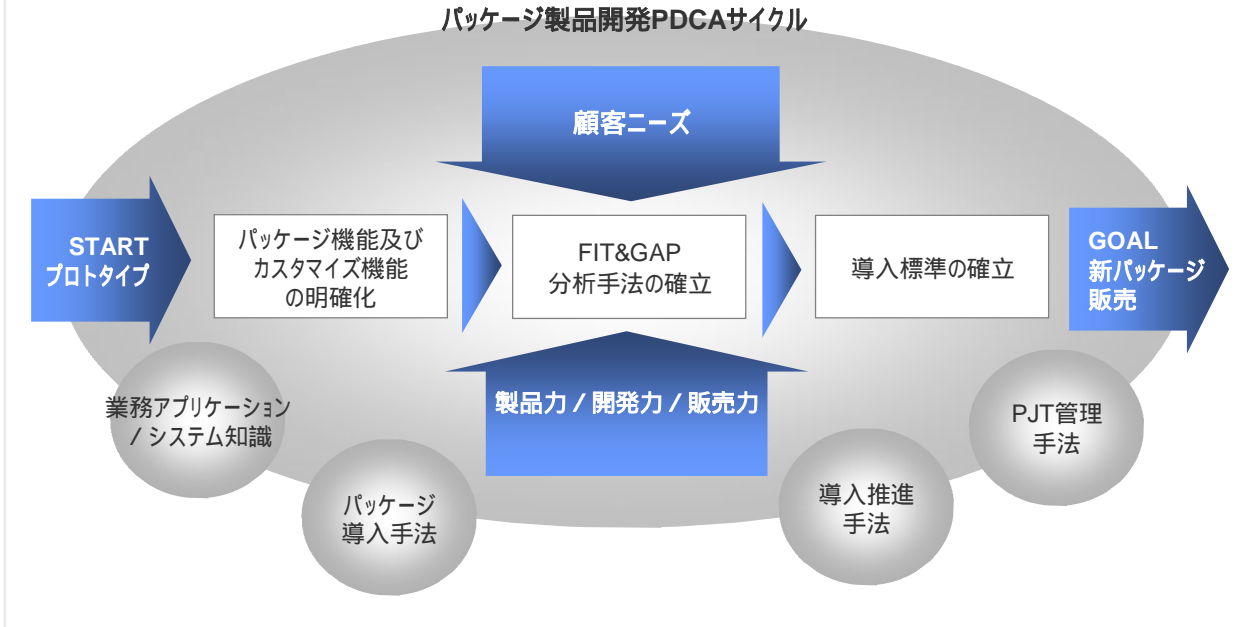 パッケージ製品開発PDCAサイクル
顧客ニーズ
START
プロトタイプ
パッケージ機能及び
カスタマイズ機能
の明確化
FIT&GAP
分析手法の確立
導入標準の確立
GOAL
新パッケージ
販売
製品力 / 開発力 / 販売力
業務アプリケーション
/ システム知識
パッケージ
導入手法
導入推進
手法
PJT管理
手法